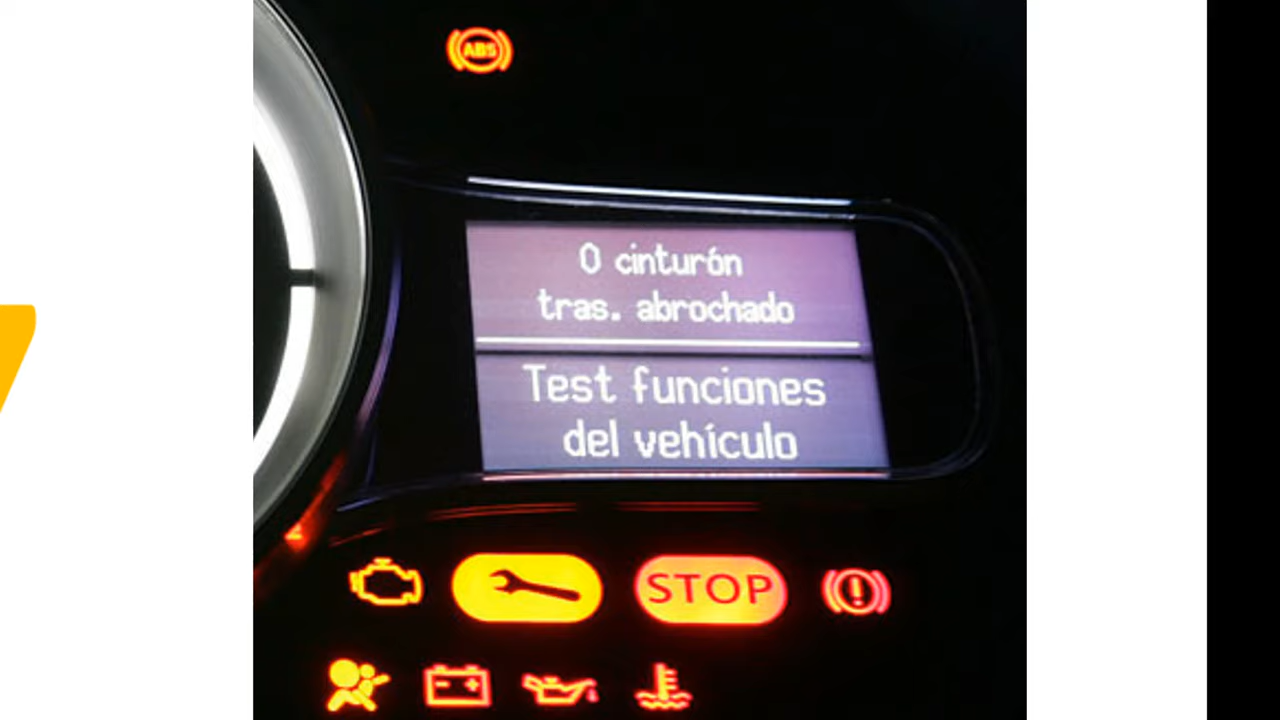 ABS
0 cinturón
tras. abrochado
Test funciones
del vehículo
STOP